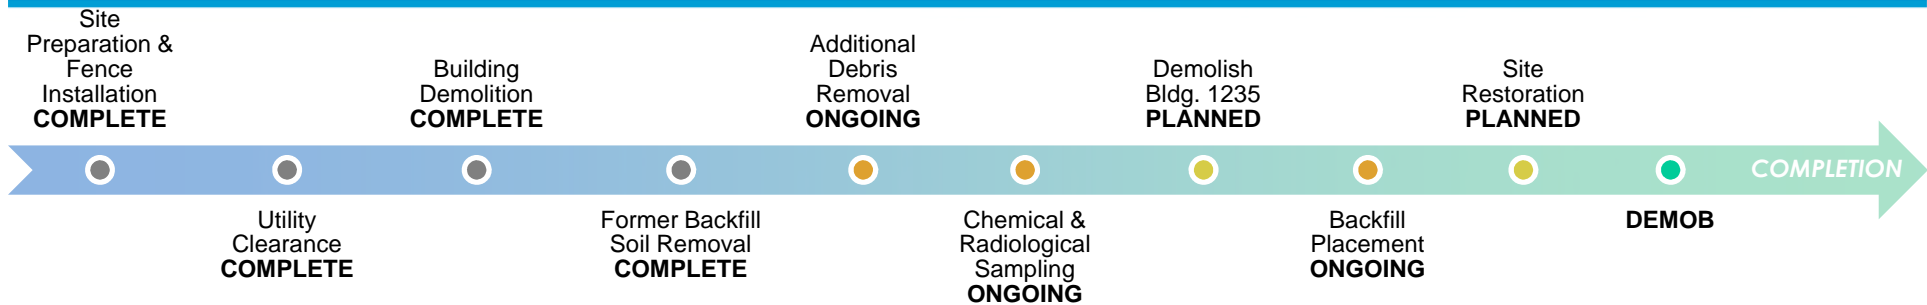 Site
Preparation &
Fence
Installation
COMPLETE
Utility
Clearance
COMPLETE
Building
Demolition
COMPLETE
Former Backfill
Soil Removal
COMPLETE
Additional
Debris
Removal
ONGOING
Chemical &
Radiological
Sampling
ONGOING
Demolish
Bldg. 1235
PLANNED
Backfill
Placement
ONGOING
Site
Restoration
PLANNED
DEMOB
COMPLETION